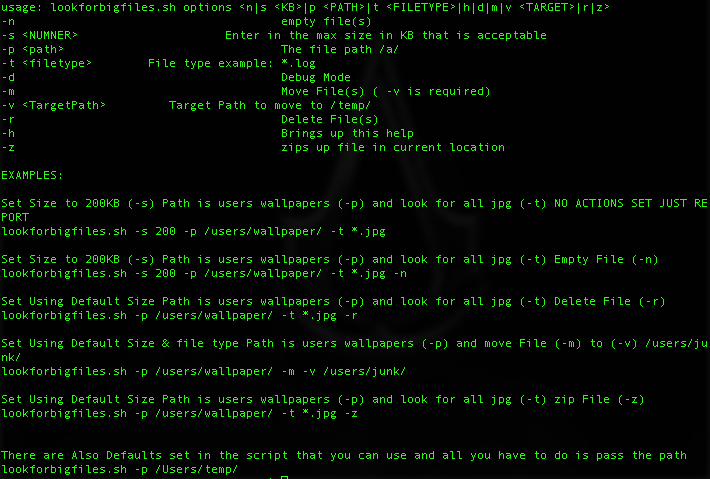 usage: lookforbigfiles.sh options <n|s <KB>|p <PATH>|t <FILETYPE>|h|d|m|v <TARGET>|r|z>
-n                                  empty file(s)
-s <NUMNER>                  Enter in the max size in KB that is acceptable
-p <path>                           The file path /a/
-t <filetype>        File type example: *.log
-d                                  Debug Mode
-m                                  Move File(s) ( -v is required)
-v <TargetPath>         Target Path to move to /temp/
-r                                  Delete File(s)
-h                                  Brings up this help
-z                                  zips up file in current location
EXAMPLES:
Set Size to 200KB (-s) Path is users wallpapers (-p) and look for all jpg (-t) NO ACTIONS SET JUST RE
PORT
lookforbigfiles.sh -s 200 -p /users/wallpaper/ -t *.jpg
Set Size to 200KB (-s) Path is users wallpapers (-p) and look for all jpg (-t) Empty File (-n)
lookforbigfiles.sh -s 200 -p /users/wallpaper/ -t *.jpg -n
Set Using Default Size Path is users wallpapers (-p) and look for all jpg (-t) Delete File (-r)
lookforbigfiles.sh -p /users/wallpaper/ -t *.jpg -r
Set Using Default Size & file type Path is users wallpapers (-p) and move File (-m) to (-v) /users/ju
nk/
lookforbigfiles.sh -p /users/wallpaper/ -m -v /users/junk/
Set Using Default Size Path is users wallpapers (-p) and look for all jpg (-t) zip File (-z)
lookforbigfiles.sh -p /users/wallpaper/ -t *.jpg -z
There are Also Defaults set in the script that you can use and all you have to do is pass the path
lookforbigfiles.sh -p /Users/temp/